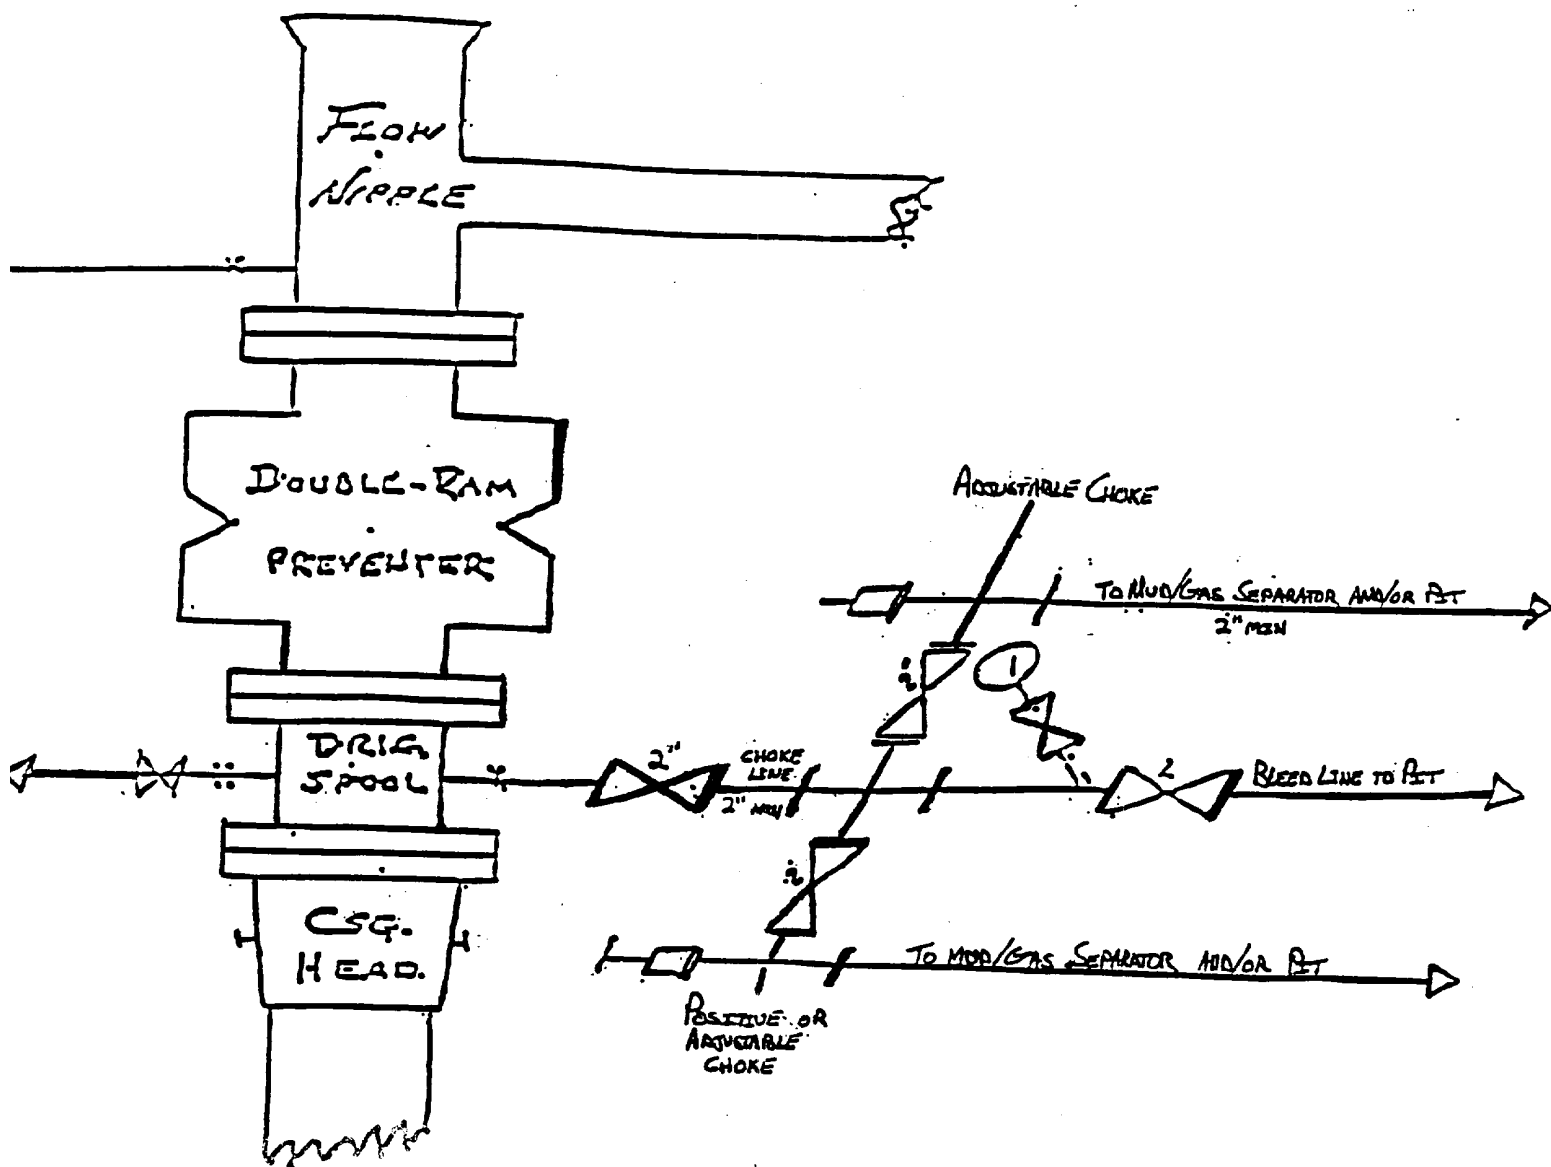 FLOW
NIPPLE
DOUBLE-RAM
PREVENTER
ADJUSTABLE CHOKE
TO MUD/GAS SEPARATOR AND/OR PIT
2" MIN
2"
1
DRLG
SPOOL
2"
CHOKE
LINE
2" MIN
2
BLEED LINE TO PIT
2"
CSG.
HEAD.
TO MUD/GAS SEPARATOR AND/OR PIT
POSITIVE OR
ADJUSTABLE
CHOKE